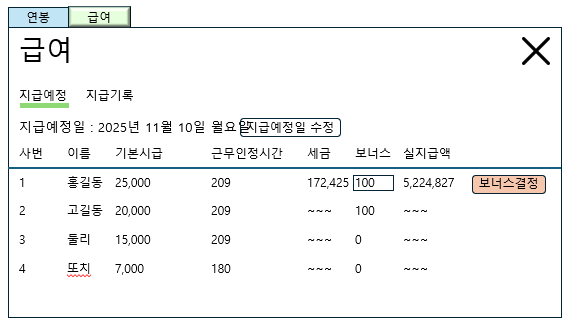 연봉 급여
급여
지급예정 지급기록
지급예정일 : 2025년 11월 10일 월요일 지급예정일 수정
사번 이름 기본시급 근무인정시간 세금 보너스 실지급액
1 홍길동 25,000 209 172,425 100 5,224,827 보너스결정
2 고길동 20,000 209 ~~~ 100 ~~~
3 둘리 15,000 209 ~~~ 0 ~~~
4 또치 7,000 180 ~~~ 0 ~~~